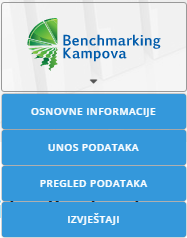 Benchmarking
Kampova
OSNOVNE INFORMACIJE
UNOS PODATAKA
PREGLED PODATAKA
IZVJEŠTAJI